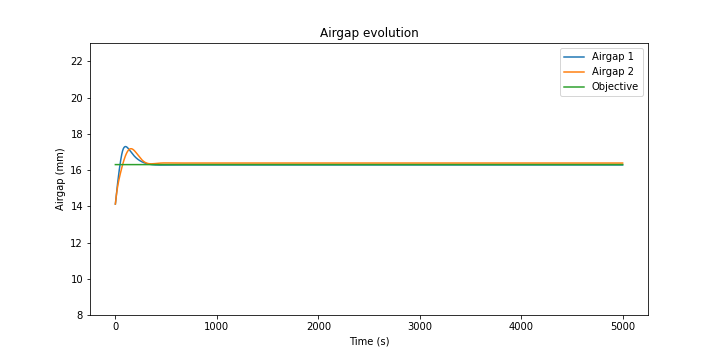 Airgap evolution
Airgap 1
Airgap 2
Objective
Airgap (mm)
22
20
18
16
14
12
10
8
0
1000
2000
3000
4000
5000
Time (s)